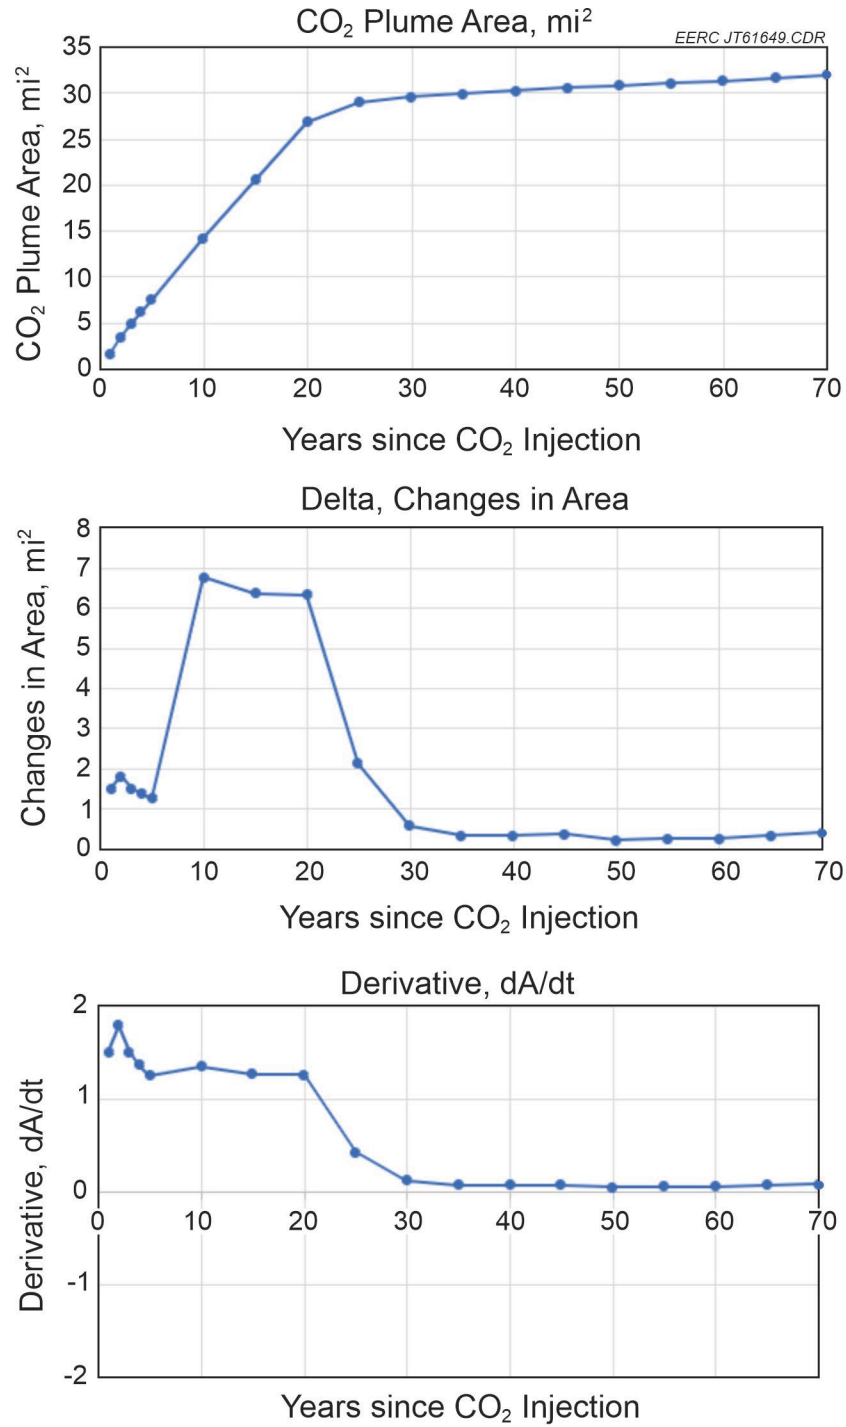 CO₂ Plume Area, mi²
EERC JT61649.CDR
CO₂ Plume Area, mi²
35
30
25
20
15
10
5
0
0 10 20 30 40 50 60 70
Years since CO₂ Injection
Delta, Changes in Area
Changes in Area, mi²
8
7
6
5
4
3
2
1
0
0 10 20 30 40 50 60 70
Years since CO₂ Injection
Derivative, dA/dt
Derivative, dA/dt
2
1
0
0 10 20 30 40 50 60 70
-1
-2
Years since CO₂ Injection